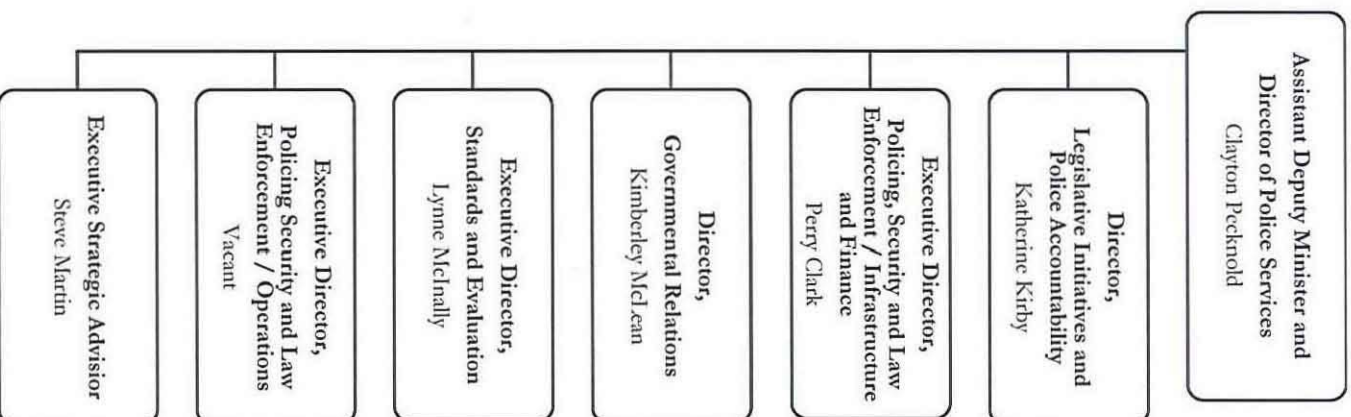 Assistant Deputy Minister and
Director of Police Services
Clayton Pecknold
Director,
Legislative Initiatives and
Police Accountability
Katherine Kirby
Executive Director,
Policing, Security and Law
Enforcement / Infrastructure
and Finance
Perry Clark
Director,
Governmental Relations
Kimberley McLean
Executive Director,
Standards and Evaluation
Lynne McInally
Executive Director,
Policing Security and Law
Enforcement / Operations
Vacant
Executive Strategic Advisior
Steve Martin